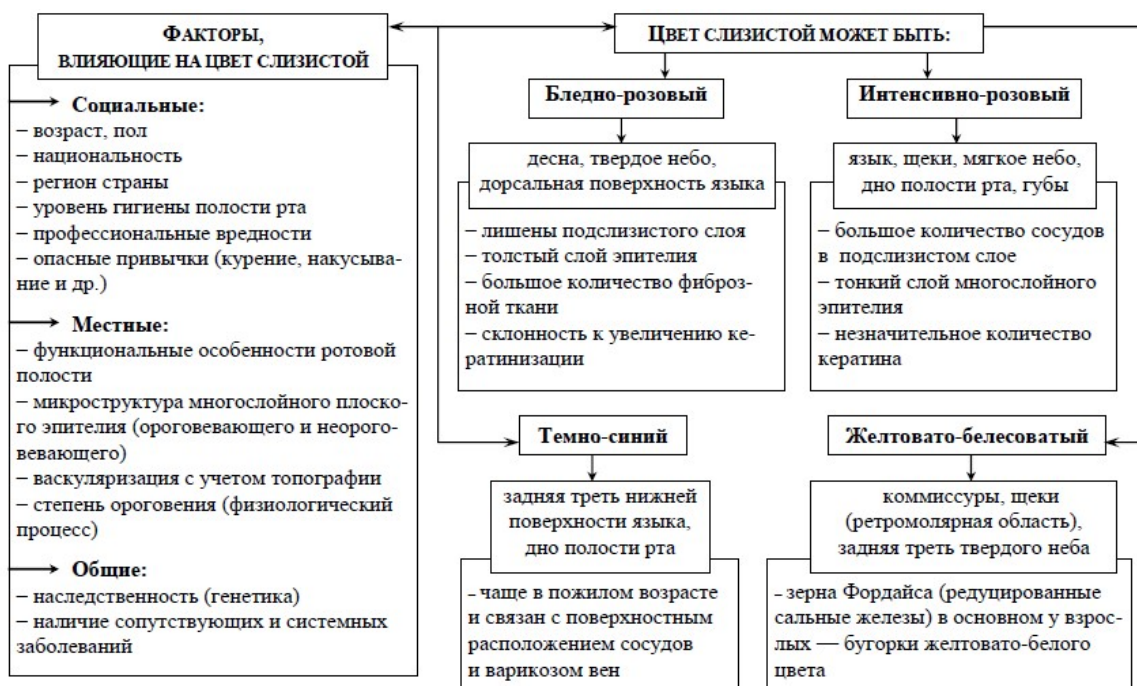 ФАКТОРЫ,
ВЛИЯЮЩИЕ НА ЦВЕТ СЛИЗИСТОЙ
Социальные:
– возраст, пол
– национальность
– регион страны
– уровень гигиены полости рта
– профессиональные вредности
– опасные привычки (курение, накусыва-
ние и др.)
Местные:
– функциональные особенности ротовой
полости
– микроструктура многослойного плоско-
го эпителия (ороговевающего и неорого-
вевающего)
– васкуляризация с учетом топографии
– степень ороговения (физиологический
процесс)
Общие:
– наследственность (генетика)
– наличие сопутствующих и системных
заболеваний
ЦВЕТ СЛИЗИСТОЙ МОЖЕТ БЫТЬ:
Бледно-розовый
десна, твердое небо,
дорсальная поверхность языка
– лишены подслизистого слоя
– толстый слой эпителия
– большое количество фиброз-
ной ткани
– склонность к увеличению ке-
ратинизации
Интенсивно-розовый
язык, щеки, мягкое небо,
дно полости рта, губы
– большое количество сосудов
в подслизистом слое
– тонкий слой многослойного
эпителия
– незначительное количество
кератина
Темно-синий
задняя треть нижней
поверхности языка,
дно полости рта
– чаще в пожилом возрасте
и связан с поверхностным
расположением сосудов
и варикозом вен
Желтовато-белесоватый
коммиссуры, щеки
(ретромолярная область),
задняя треть твердого неба
– зерна Фордайса (редуцированные
сальные железы) в основном у взрос-
лых — бугорки желтовато-белого
цвета